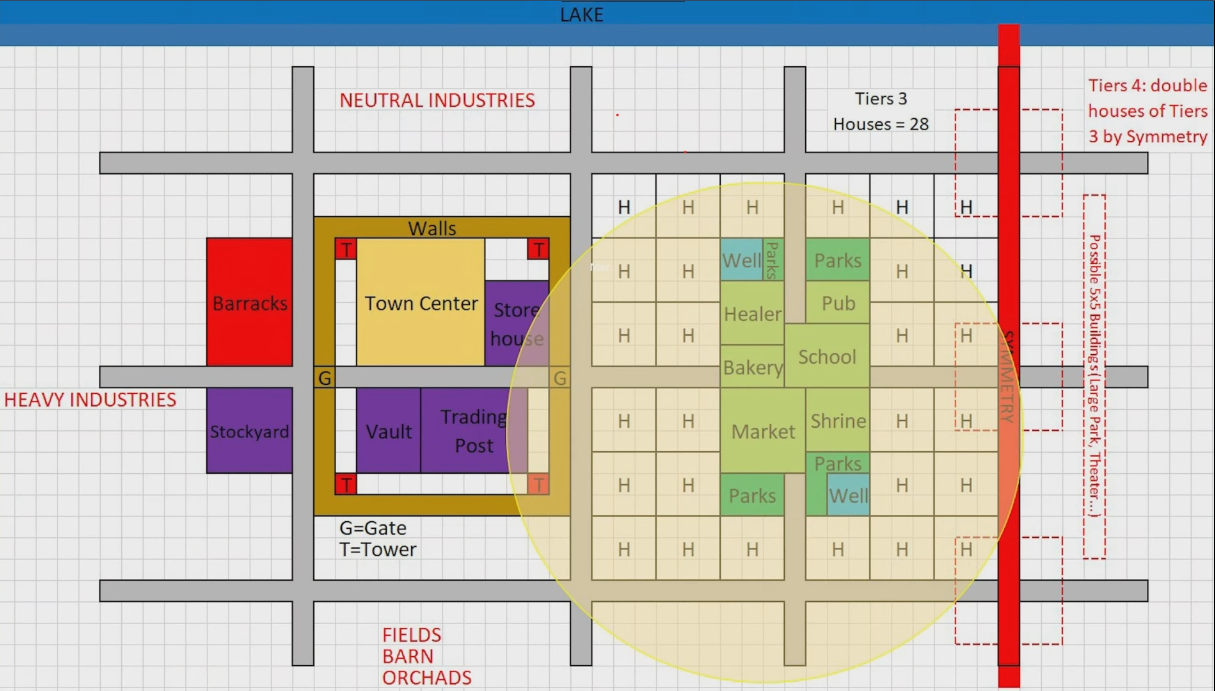 LAKE
NEUTRAL INDUSTRIES
Tiers 3
Houses = 28
Tiers 4: double
houses of Tiers
3 by Symmetry
H H H H H H
Walls
T T
Town Center
Store
house
Barracks
H H H H
Well
Parks
Parks
Healer
Pub
H H H H
School
Bakery
G G
HEAVY INDUSTRIES
Stockyard
Vault
Trading
Post
H H H H
Market
Shrine
Parks
T T
H H H H
Parks
Well
G=Gate
T=Tower
H H H H H H
SYMMETRY
Possible 5x5 Buildings (Large Park, Theater...)
FIELDS
BARN
ORCHADS